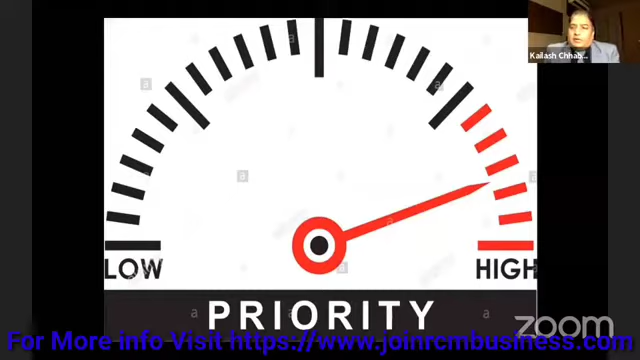 Kailash Chhab...
LOW
HIGH
PRIORITY
zoom
For More info Visit https://www.joinrcmbusiness.com